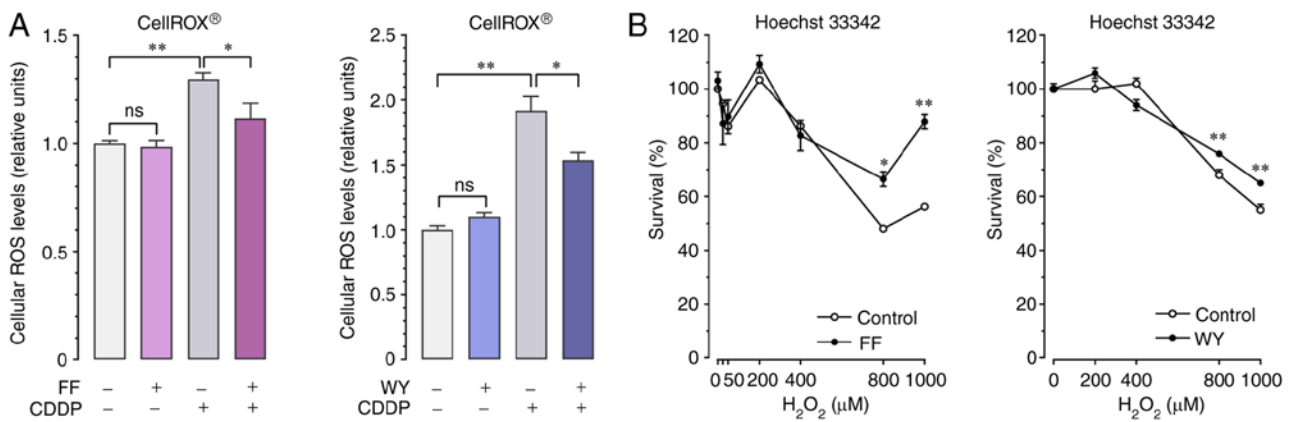 A
CellROX®
Cellular ROS levels (relative units)
1.5
1.0
0.5
0
**
*
ns
FF – + – +
CDDP – – + +
CellROX®
Cellular ROS levels (relative units)
2.5
2.0
1.5
1.0
0.5
0
**
*
ns
WY – + – +
CDDP – – + +
B
Hoechst 33342
Survival (%)
120
100
80
60
40
20
0
**
*
Control
FF
0 50 200 400 800 1000
H₂O₂ (μM)
Hoechst 33342
Survival (%)
120
100
80
60
40
20
0
**
**
Control
WY
0 200 400 800 1000
H₂O₂ (μM)